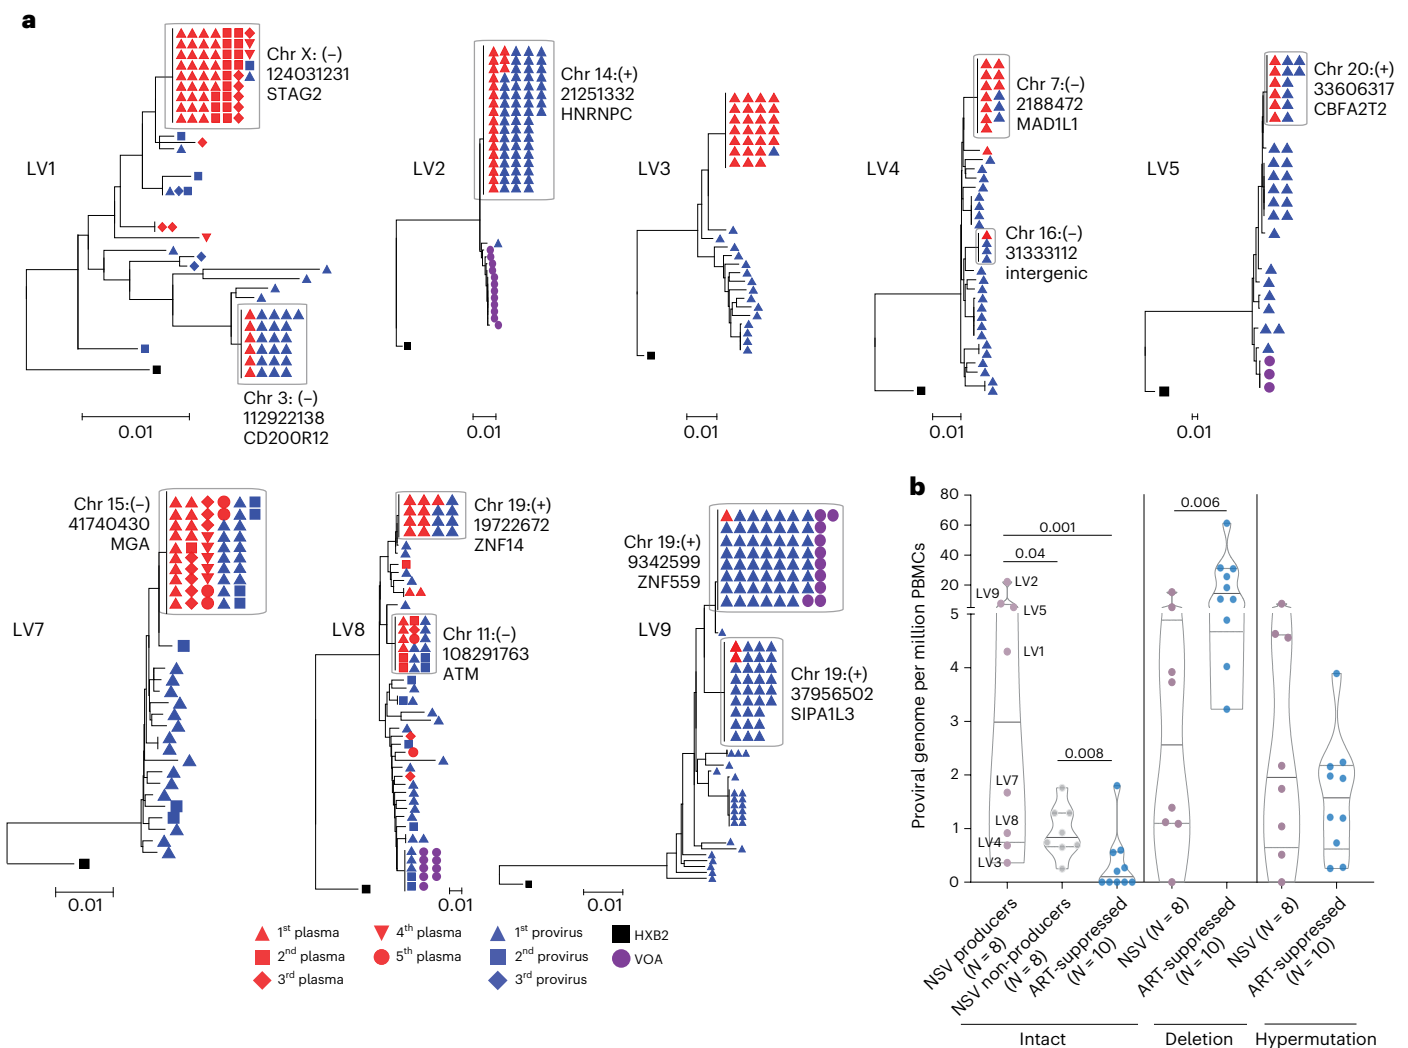 a
LV1
Chr X: (–)
124031231
STAG2
Chr 3: (–)
112922138
CD200R12
0.01
LV2
Chr 14:(+)
21251332
HNRNPC
0.01
LV3
0.01
LV4
Chr 7:(–)
2188472
MAD1L1
Chr 16:(–)
31333112
intergenic
0.01
LV5
Chr 20:(+)
33606317
CBFA2T2
0.01
LV7
Chr 15:(–)
41740430
MGA
0.01
LV8
Chr 19:(+)
19722672
ZNF14
Chr 11:(–)
108291763
ATM
0.01
LV9
Chr 19:(+)
9342599
ZNF559
Chr 19:(+)
37956502
SIPA1L3
0.01
1st plasma
2nd plasma
3rd plasma
4th plasma
5th plasma
1st provirus
2nd provirus
3rd provirus
HXB2
VOA
b
Proviral genome per million PBMCs
80
60
40
20
5
4
3
2
1
0
0.001
0.04
0.008
0.006
LV2
LV9
LV5
LV1
LV7
LV8
LV4
LV3
NSV producers
(N = 8)
NSV non-producers
(N = 8)
ART-suppressed
(N = 10)
NSV (N = 8)
ART-suppressed
(N = 10)
NSV (N = 8)
ART-suppressed
(N = 10)
Intact
Deletion
Hypermutation